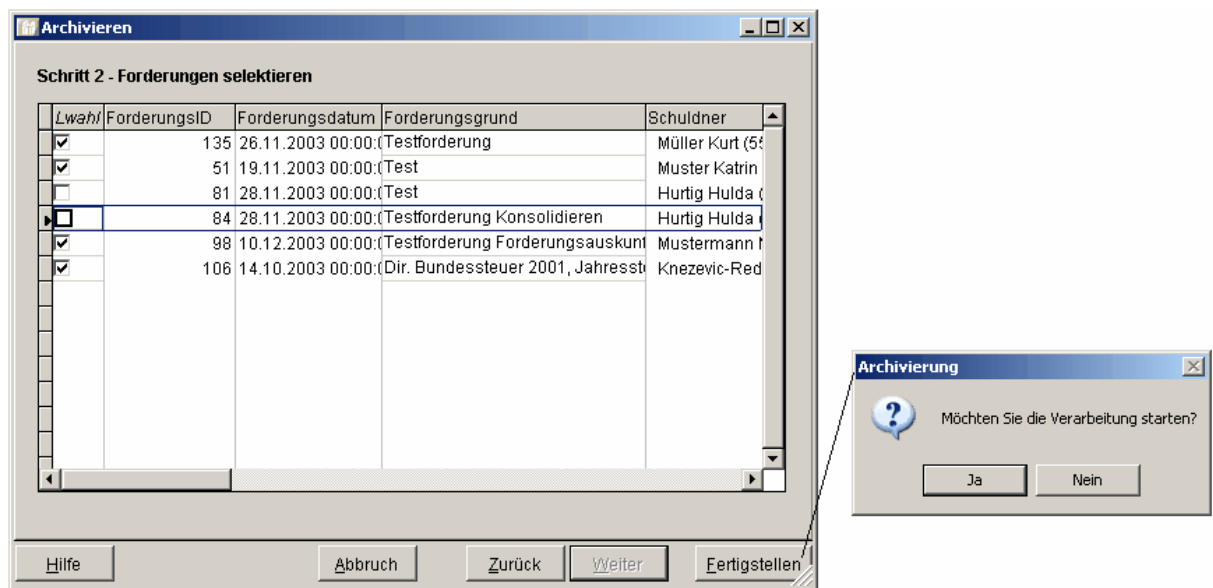 Archivieren
Schritt 2 - Forderungen selektieren
Lwahl ForderungsID Forderungsdatum Forderungsgrund Schuldner
135 26.11.2003 00:00:0 Testforderung Müller Kurt (55
51 19.11.2003 00:00:0 Test Muster Katrin
81 28.11.2003 00:00:0 Test Hurtig Hulda (
84 28.11.2003 00:00:0 Testforderung Konsolidieren Hurtig Hulda
98 10.12.2003 00:00:0 Testforderung Forderungsauskunf Mustermann
106 14.10.2003 00:00:0 Dir. Bundessteuer 2001, Jahresst Knezevic-Red
Archivierung
Möchten Sie die Verarbeitung starten?
Ja Nein
Hilfe Abbruch Zurück Weiter Fertigstellen